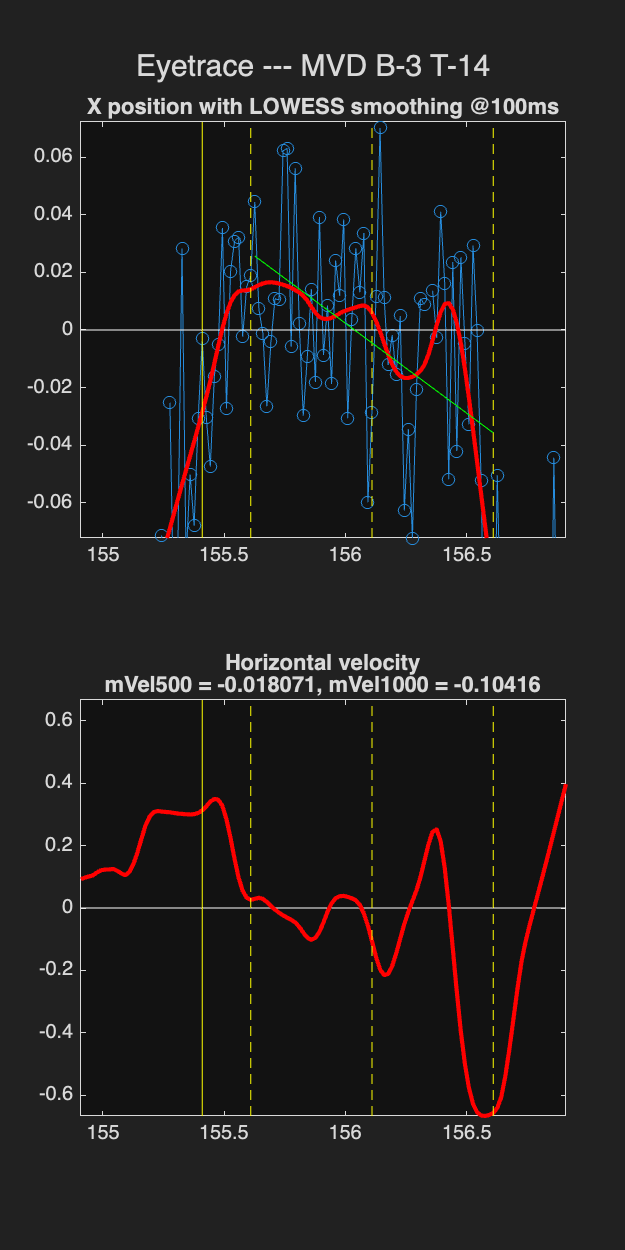 Eyetrace --- MVD B-3 T-14
X position with LOWESS smoothing @100ms
0.06
0.04
0.02
0
-0.02
-0.04
-0.06
155 155.5 156 156.5
Horizontal velocity
mVel500 = -0.018071, mVel1000 = -0.10416
0.6
0.4
0.2
0
-0.2
-0.4
-0.6
155 155.5 156 156.5